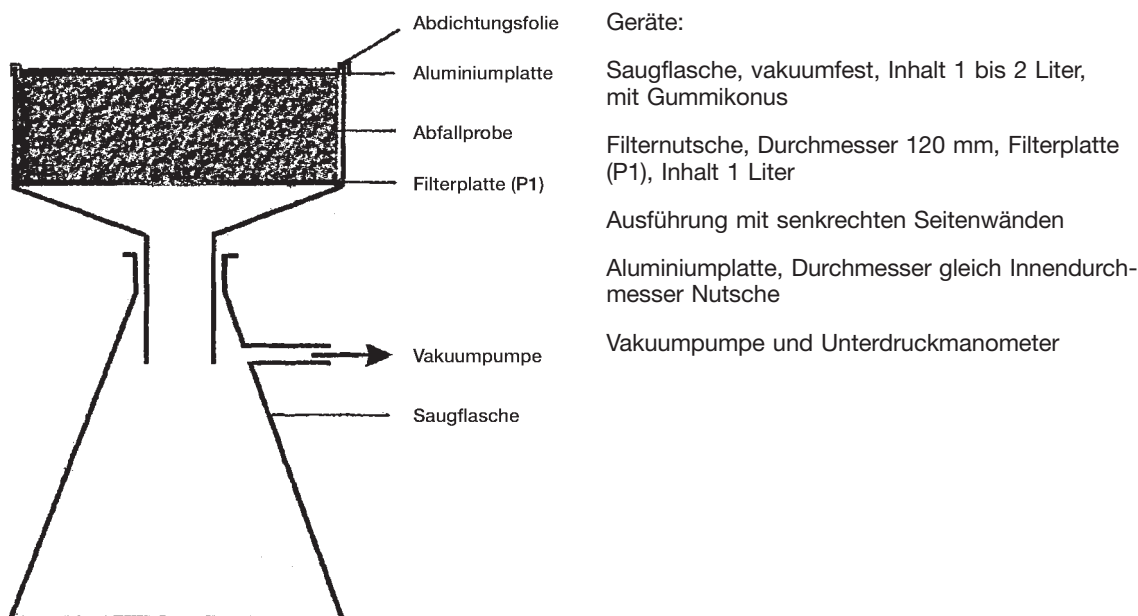 Abdichtungsfolie
Aluminiumplatte
Abfallprobe
Filterplatte (P1)
Vakuumpumpe
Saugflasche
Geräte:
Saugflasche, vakuumfest, Inhalt 1 bis 2 Liter,
mit Gummikonus
Filternutsche, Durchmesser 120 mm, Filterplatte
(P1), Inhalt 1 Liter
Ausführung mit senkrechten Seitenwänden
Aluminiumplatte, Durchmesser gleich Innendurch-
messer Nutsche
Vakuumpumpe und Unterdruckmanometer